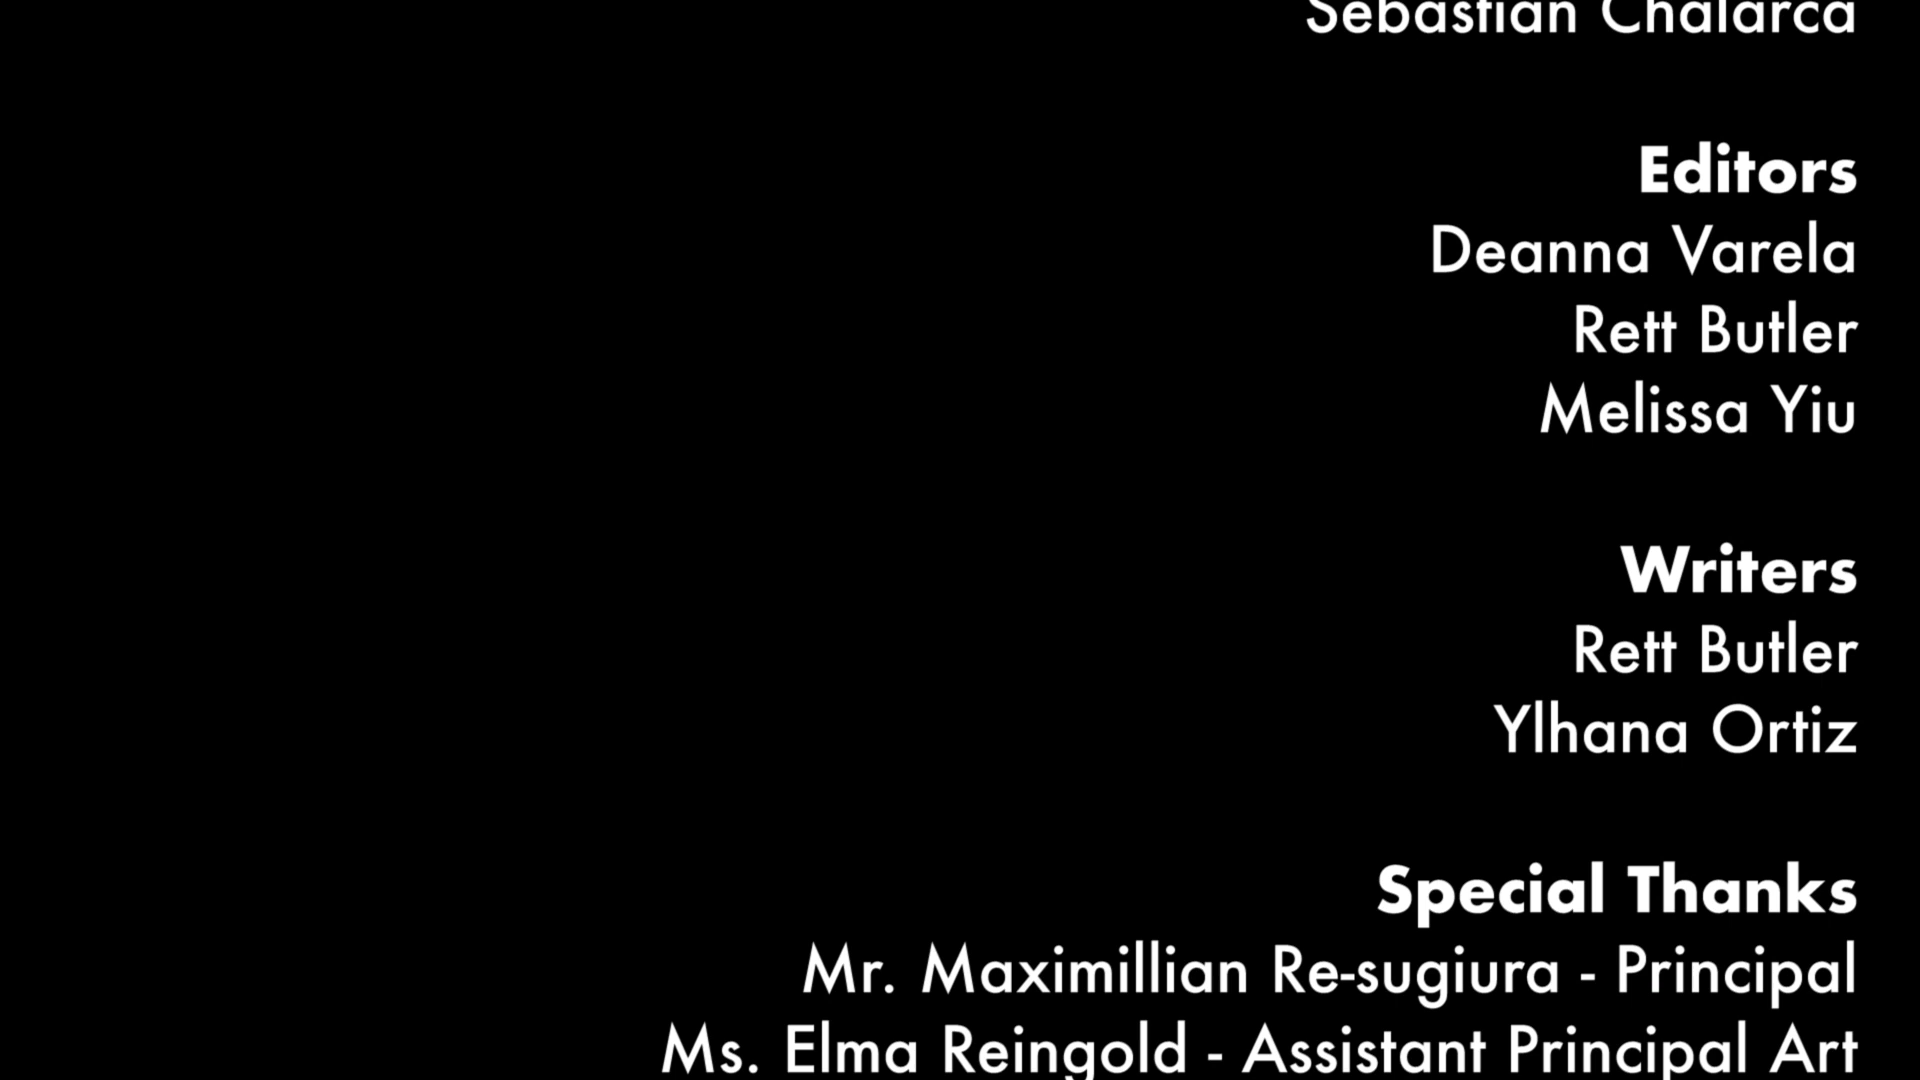 Sebastian Chalarca
Editors
Deanna Varela
Rett Butler
Melissa Yiu
Writers
Rett Butler
Ylhana Ortiz
Special Thanks
Mr. Maximillian Re-sugiura - Principal
Ms. Elma Reingold - Assistant Principal Art